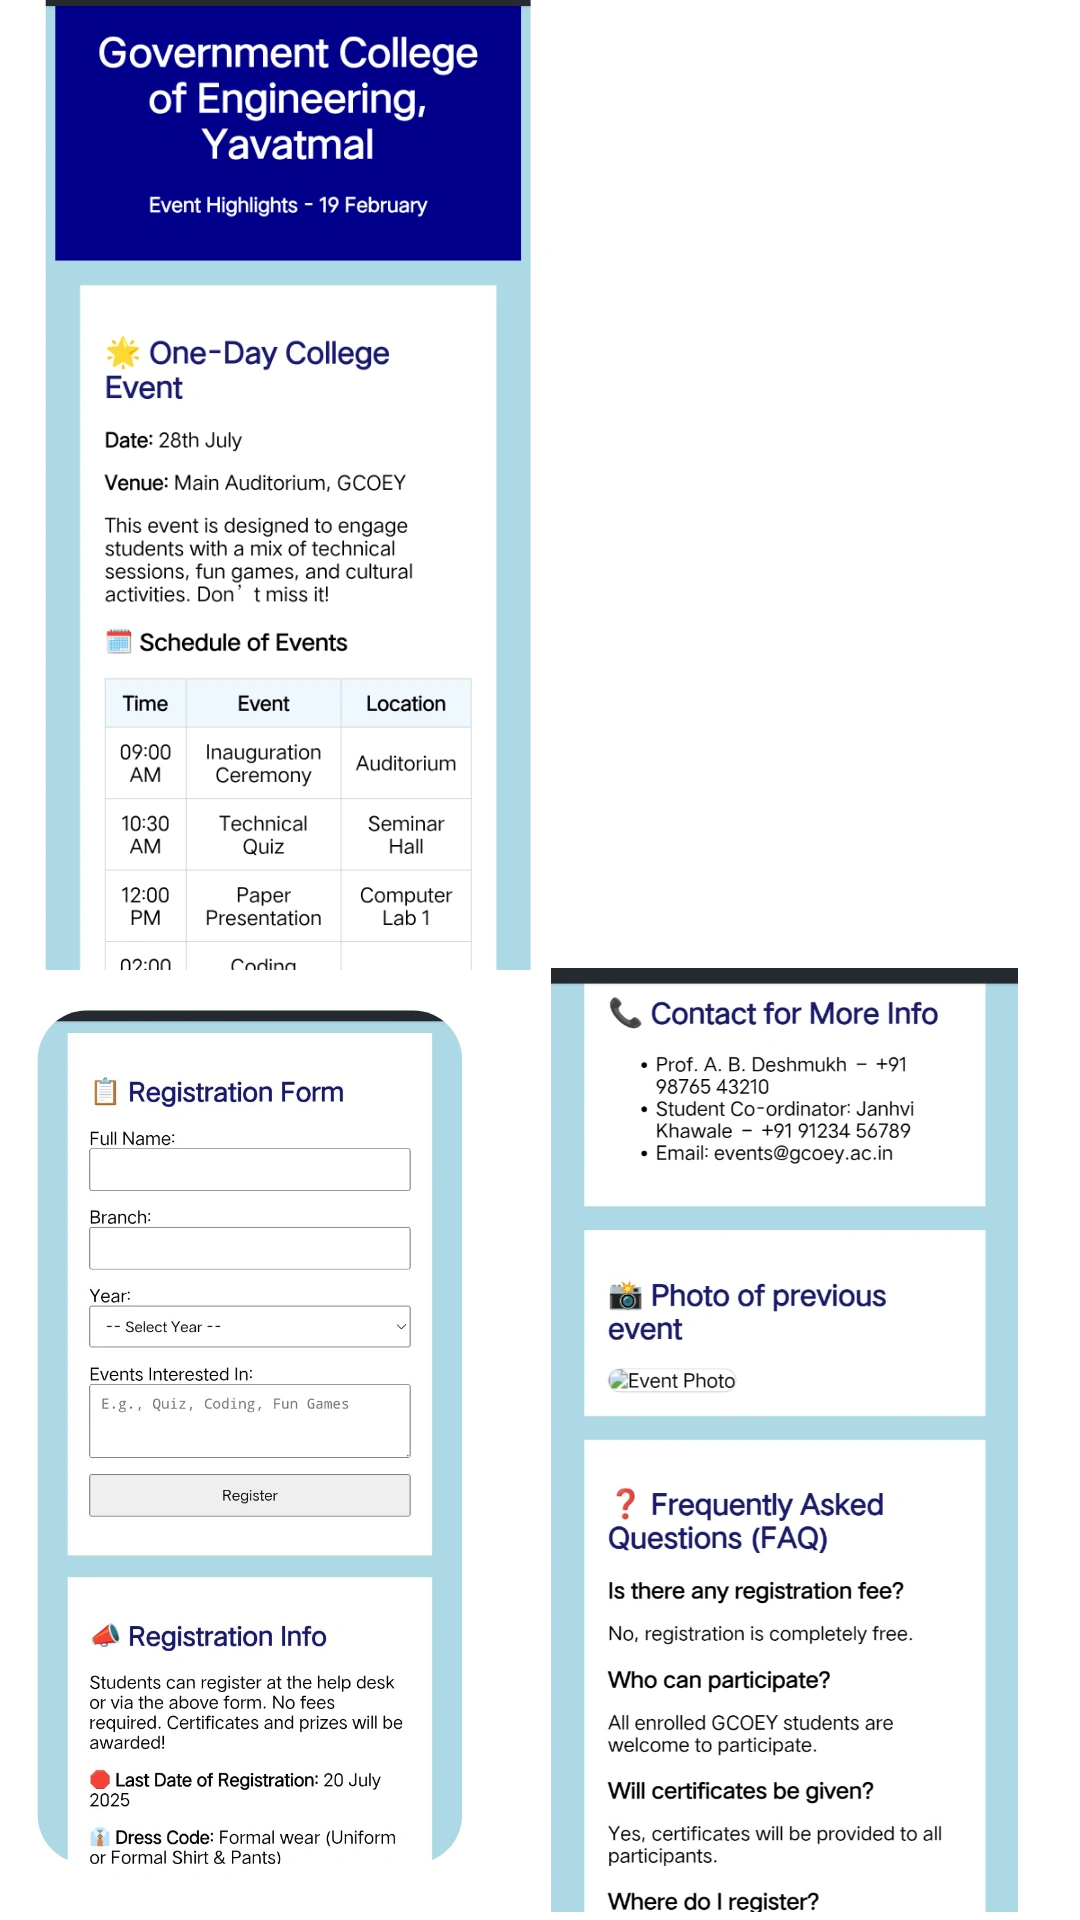 Government College
of Engineering,
Yavatmal
Event Highlights - 19 February
🌟 One-Day College
Event
Date: 28th July
Venue: Main Auditorium, GCOEY
This event is designed to engage
students with a mix of technical
sessions, fun games, and cultural
activities. Don’t miss it!
🗓️ Schedule of Events
Time Event Location
09:00 AM Inauguration Ceremony Auditorium
10:30 AM Technical Quiz Seminar Hall
12:00 PM Paper Presentation Computer Lab 1
02:00 Coding
📋 Registration Form
Full Name:
Branch:
Year:
-- Select Year --
Events Interested In:
E.g., Quiz, Coding, Fun Games
Register
📣 Registration Info
Students can register at the help desk
or via the above form. No fees
required. Certificates and prizes will be
awarded!
🛑 Last Date of Registration: 20 July
2025
👔 Dress Code: Formal wear (Uniform
or Formal Shirt & Pants)
📞 Contact for More Info
• Prof. A. B. Deshmukh – +91
98765 43210
• Student Co-ordinator: Janhvi
Khawale – +91 91234 56789
• Email: events@gcoey.ac.in
📸 Photo of previous
event
Event Photo
❓ Frequently Asked
Questions (FAQ)
Is there any registration fee?
No, registration is completely free.
Who can participate?
All enrolled GCOEY students are
welcome to participate.
Will certificates be given?
Yes, certificates will be provided to all
participants.
Where do I register?